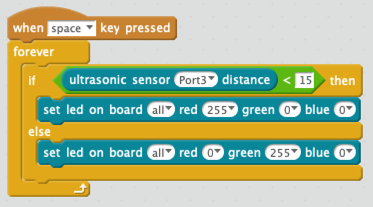 when space key pressed
forever
if ultrasonic sensor Port3 distance < 15 then
set led on board all red 255 green 0 blue 0
else
set led on board all red 0 green 255 blue 0